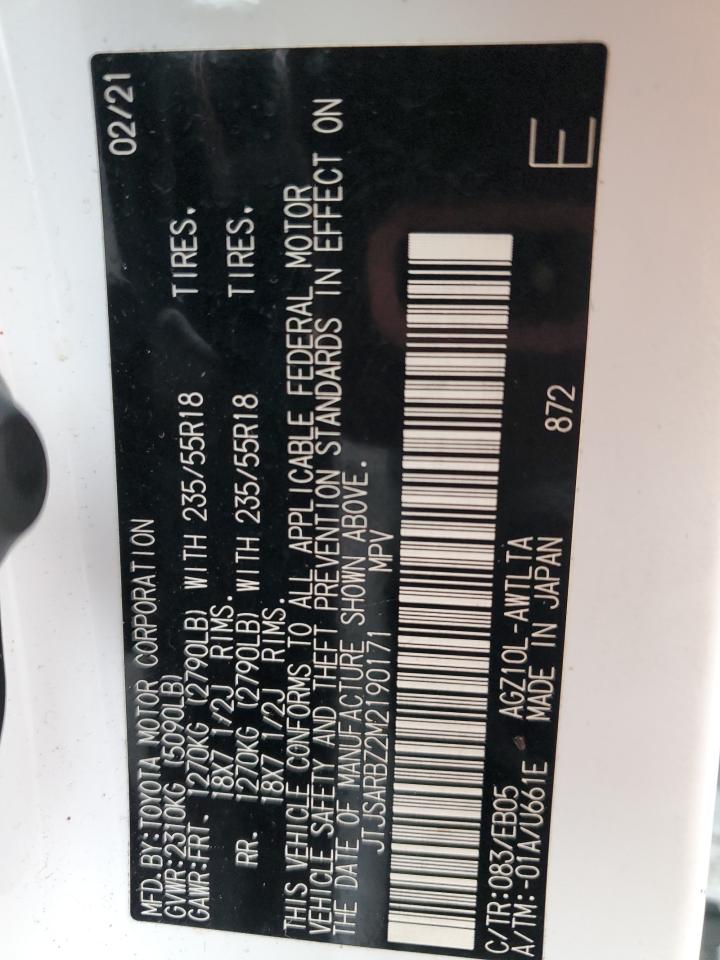 MFD.BY:TOYOTA MOTOR CORPORATION 02/21
GVWR:2310KG (5090LB)
GAWR:FRT. 1270KG (2790LB) WITH 235/55R18 TIRES,
18X7 1/2J RIMS.
RR. 1270KG (2790LB) WITH 235/55R18 TIRES,
18X7 1/2J RIMS.
THIS VEHICLE CONFORMS TO ALL APPLICABLE FEDERAL MOTOR
VEHICLE SAFETY AND THEFT PREVENTION STANDARDS IN EFFECT ON
THE DATE OF MANUFACTURE SHOWN ABOVE.
JTJSARBZ2M2190171 MPV
C/TR:083/EB05 AGZ10L-AWTLTA 872 E
A/TM:-01A/U661E MADE IN JAPAN